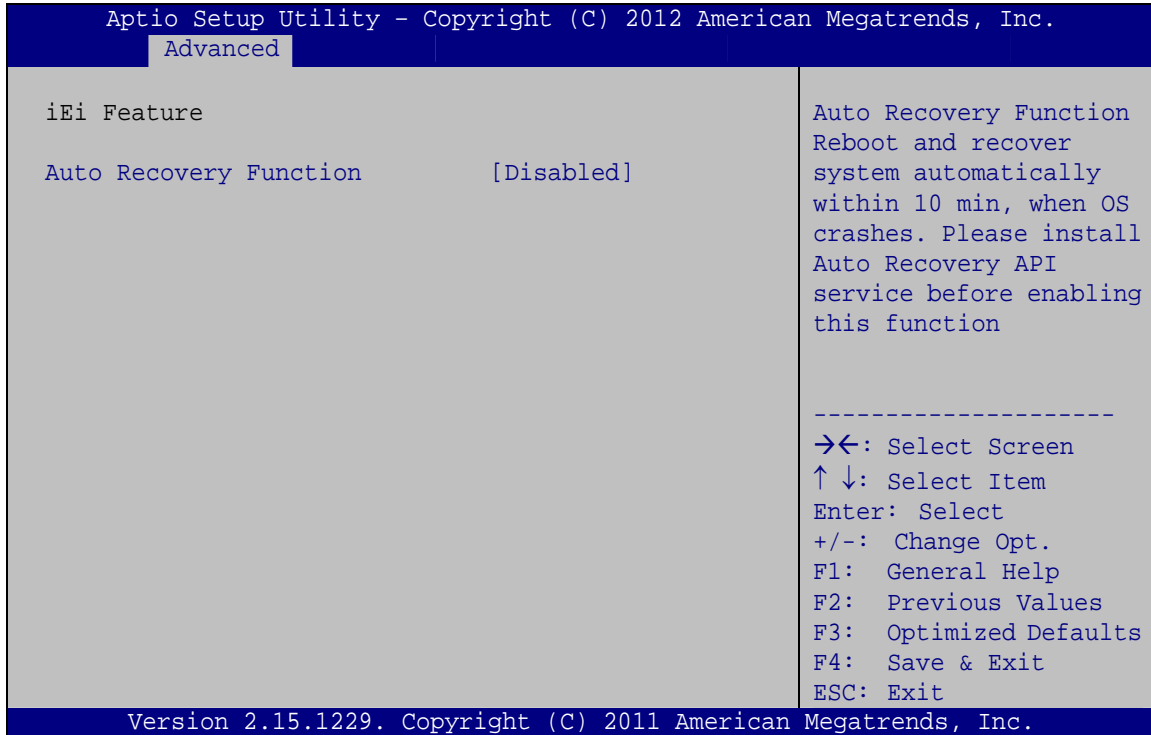 Aptio Setup Utility – Copyright (C) 2012 American Megatrends, Inc.
Advanced
iEi Feature
Auto Recovery Function [Disabled]
Auto Recovery Function
Reboot and recover
system automatically
within 10 min, when OS
crashes. Please install
Auto Recovery API
service before enabling
this function
---------------------
→←: Select Screen
↑ ↓: Select Item
Enter: Select
+/-: Change Opt.
F1: General Help
F2: Previous Values
F3: Optimized Defaults
F4: Save & Exit
ESC: Exit
Version 2.15.1229. Copyright (C) 2011 American Megatrends, Inc.